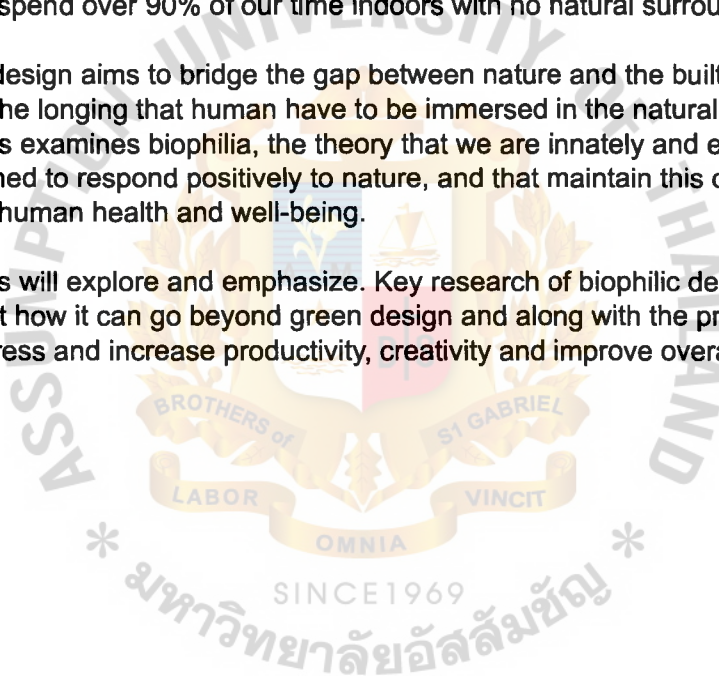 spend over 90% of our time indoors with no natural surrou
design aims to bridge the gap between nature and the built
he longing that human have to be immersed in the natural
s examines biophilia, the theory that we are innately and e
ned to respond positively to nature, and that maintain this c
human health and well-being.
s will explore and emphasize. Key research of biophilic de
t how it can go beyond green design and along with the pr
ress and increase productivity, creativity and improve overa
ASSUMPTION UNIVERSITY OF THAILAND
D S
BROTHERS of ST GABRIEL
LABOR VINCIT
OMNIA
SINCE1969
* มหาวิทยาลัยอัสสัมชัญ *